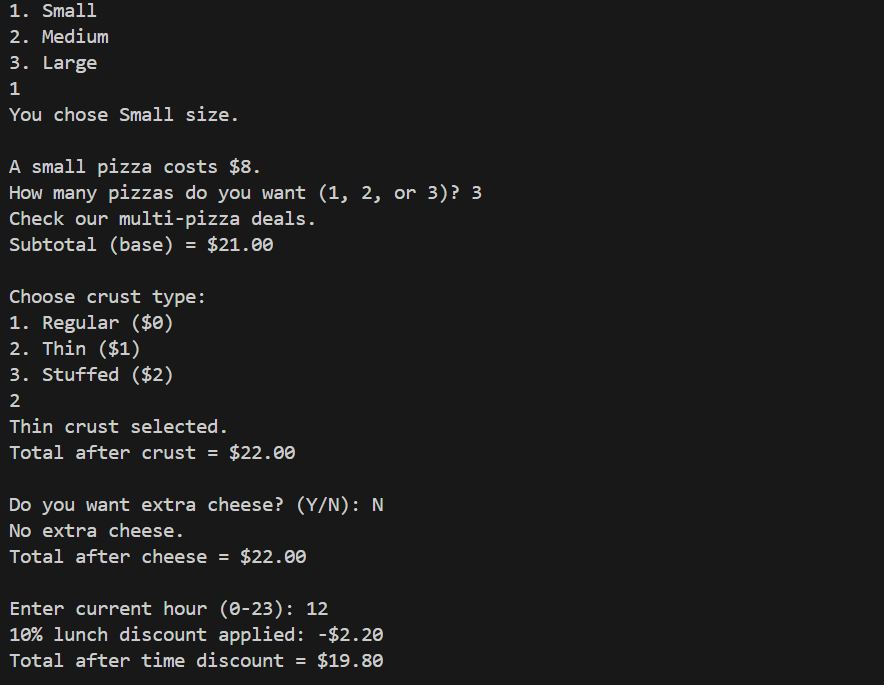 1. Small
2. Medium
3. Large
1
You chose Small size.
A small pizza costs $8.
How many pizzas do you want (1, 2, or 3)? 3
Check our multi-pizza deals.
Subtotal (base) = $21.00
Choose crust type:
1. Regular ($0)
2. Thin ($1)
3. Stuffed ($2)
2
Thin crust selected.
Total after crust = $22.00
Do you want extra cheese? (Y/N): N
No extra cheese.
Total after cheese = $22.00
Enter current hour (0-23): 12
10% lunch discount applied: -$2.20
Total after time discount = $19.80